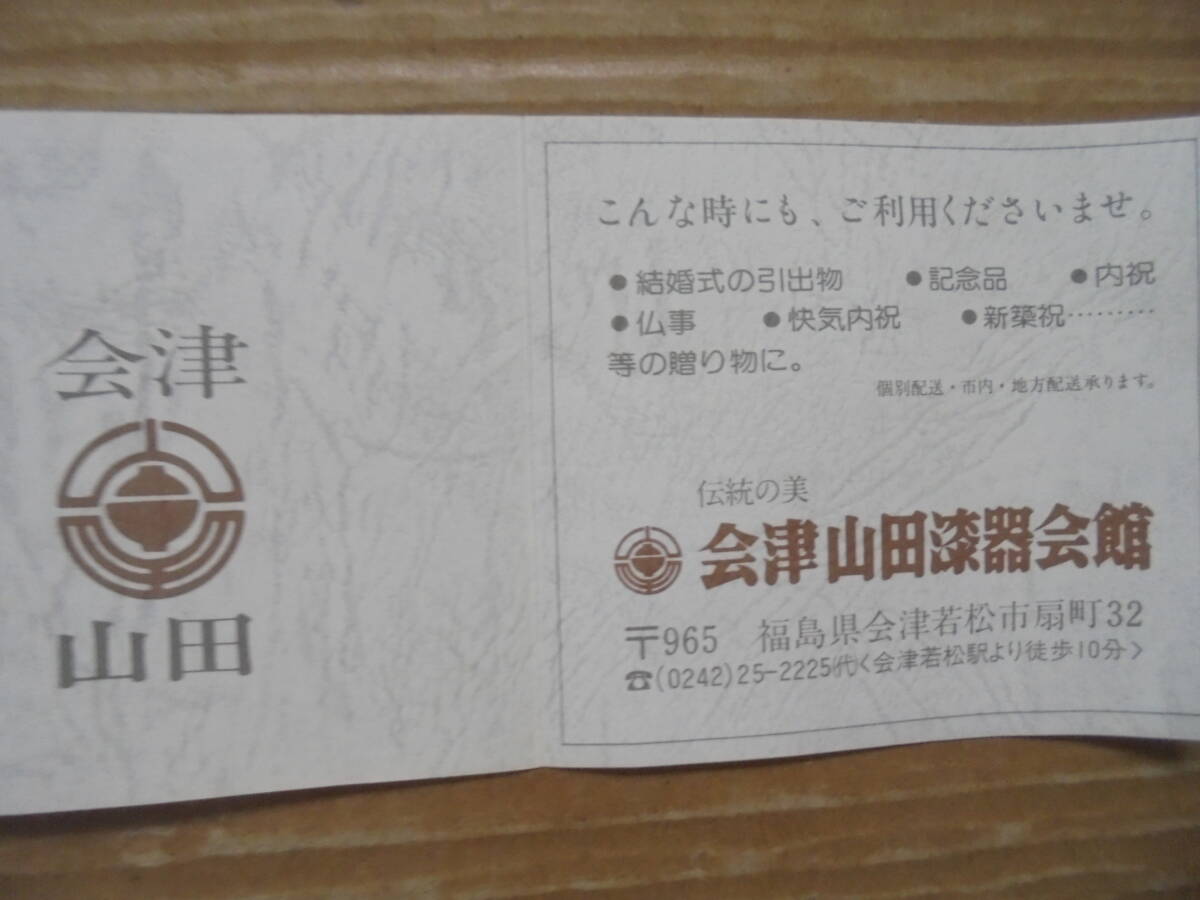 会津
山田
こんな時にも、ご利用くださいませ。
●結婚式の引出物 ●記念品 ●内祝
●仏事 ●快気内祝 ●新築祝………
等の贈り物に。
個別配送・市内・地方配送承ります。
伝統の美
会津山田漆器会館
〒965 福島県会津若松市扇町32
☎(0242)25-2225㈹〈会津若松駅より徒歩10分〉